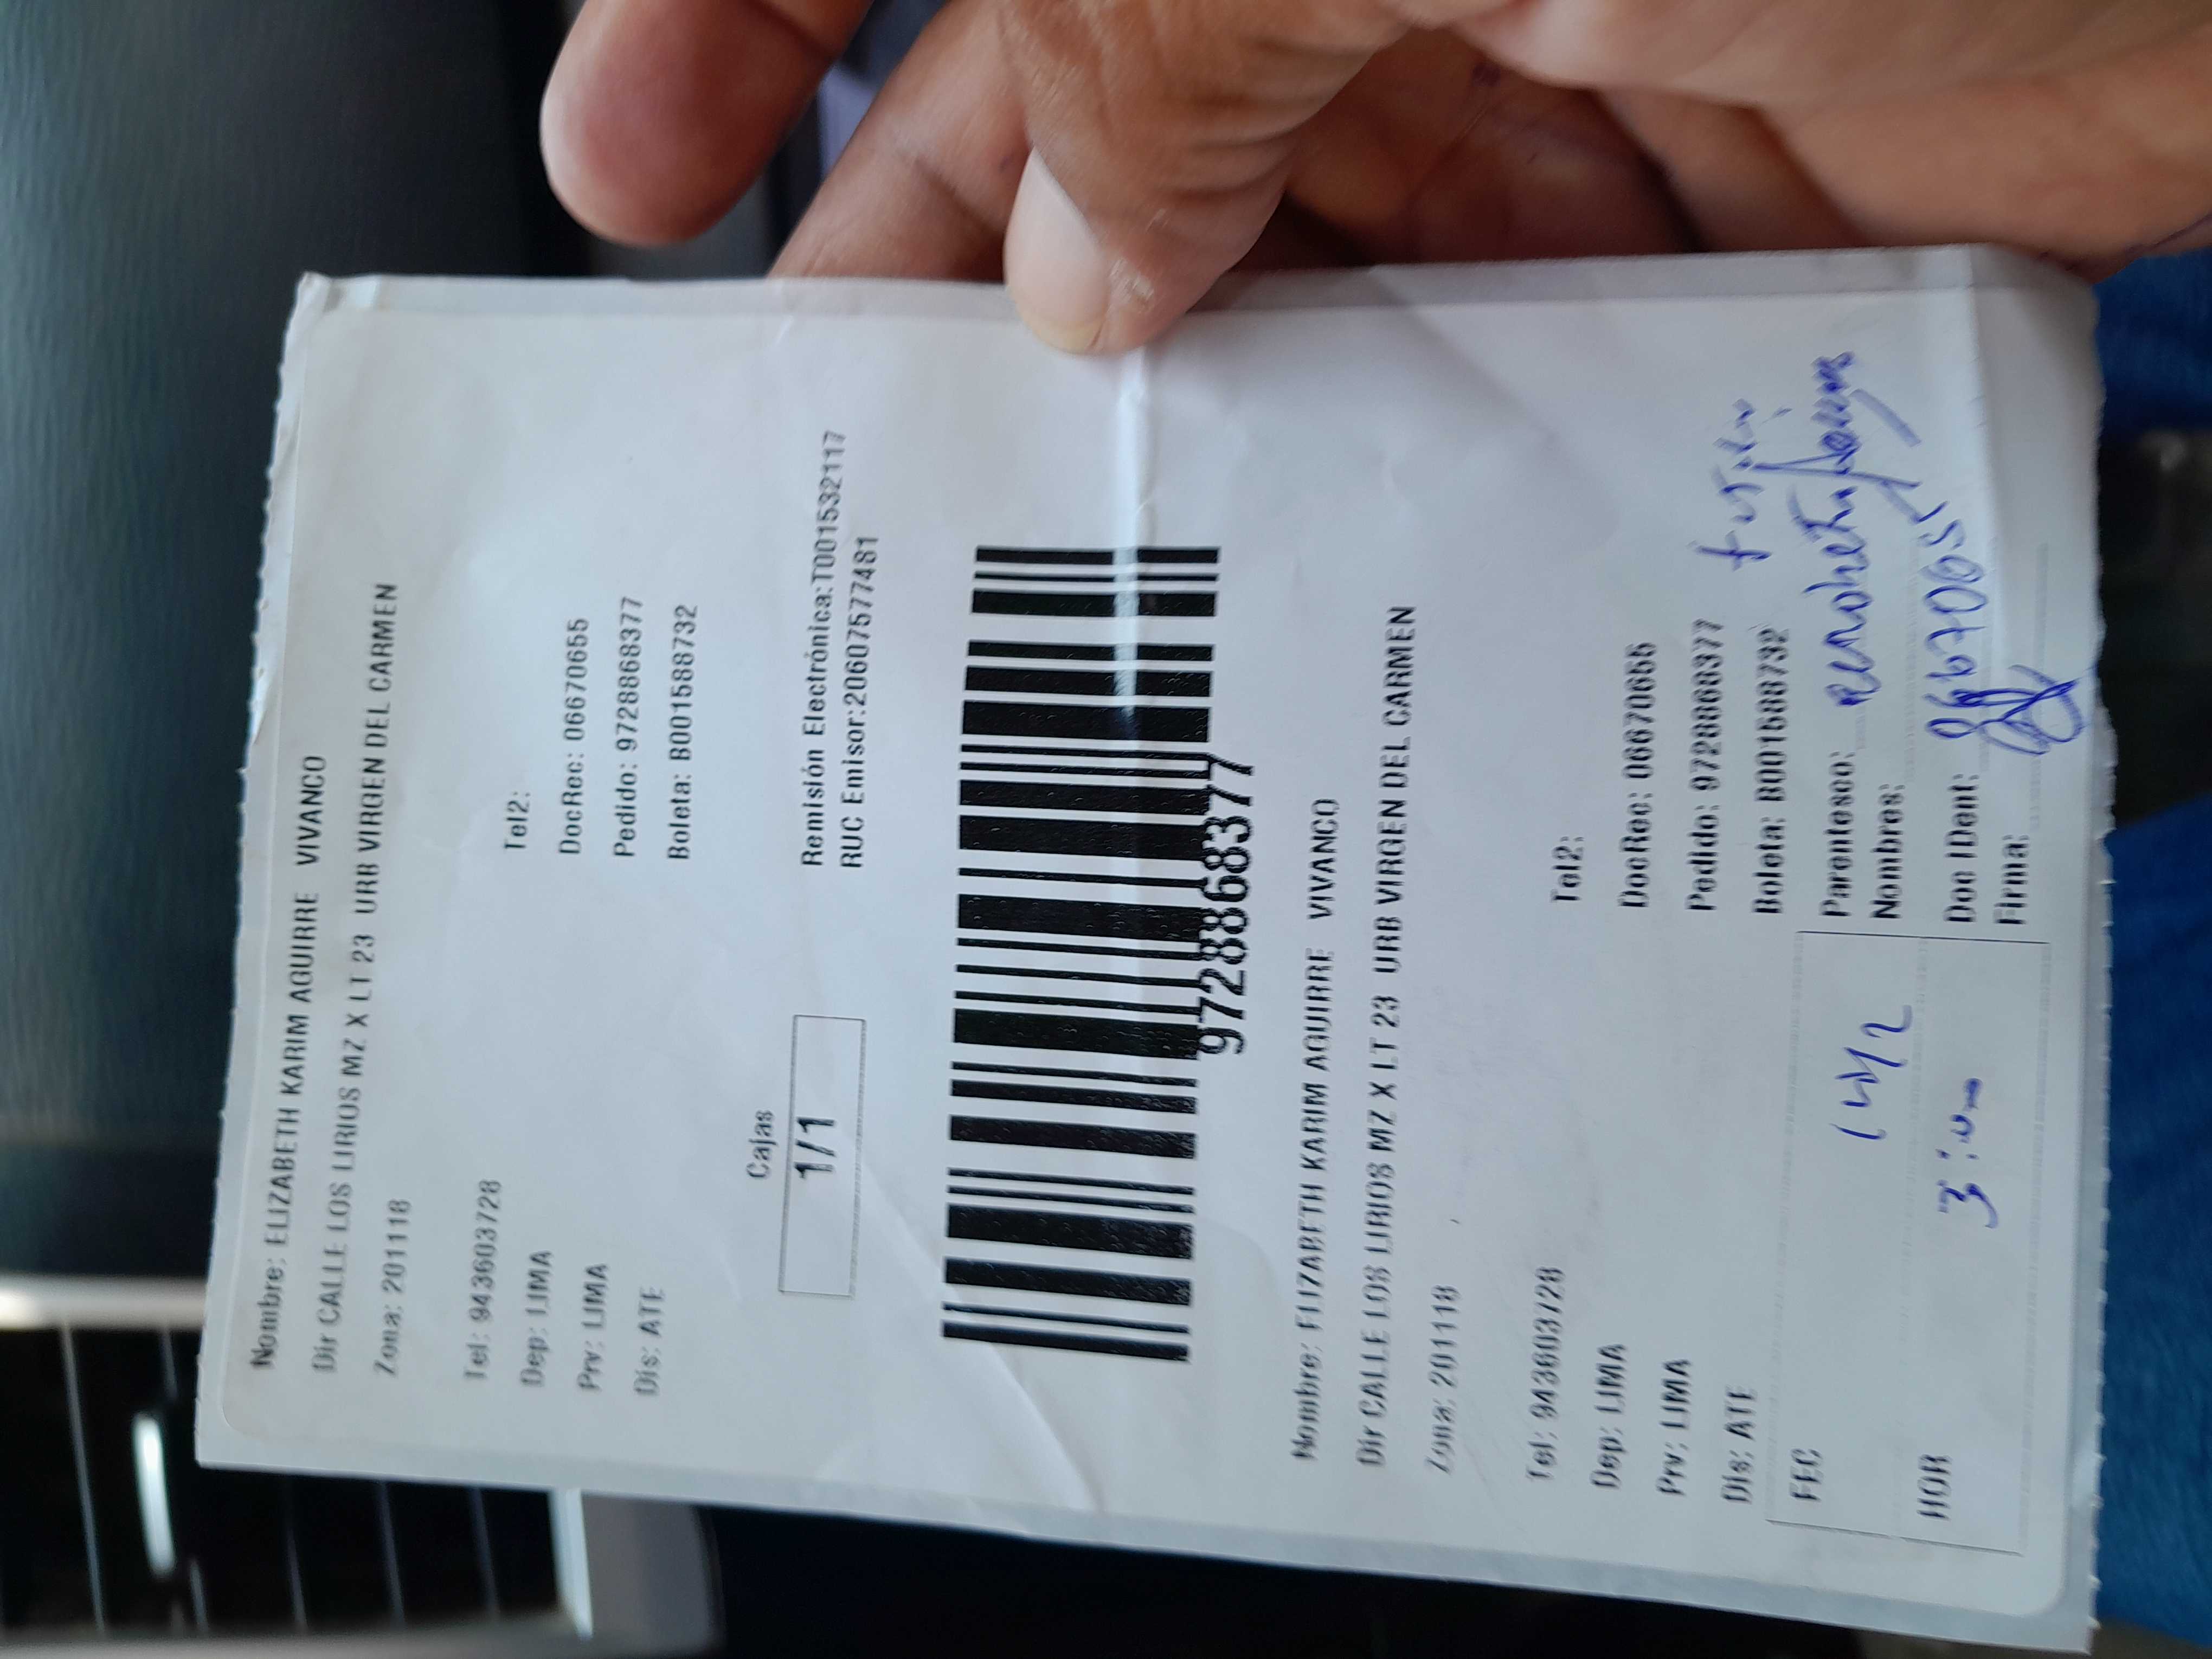 Nombre: ELIZABETH KARIM AGUIRRE VIVANCO
Dir CALLE LOS LIRIOS MZ X LT 23 URB VIRGEN DEL CARMEN
Zona: 201118
Tel: 943603728 Tel2:
Dep: LIMA DocRec: 06670655
Prv: LIMA Pedido: 9728868377
Dis: ATE Boleta: B001588732
Cajas
1/1
Remisión Electrónica:T001532117
RUC Emisor:20607577481
9728868377
Nombre: ELIZABETH KARIM AGUIRRE VIVANCO
Dir CALLE LOS LIRIOS MZ X LT 23 URB VIRGEN DEL CARMEN
Zona: 201118
Tel: 943603728 Tel2:
Dep: LIMA DocRec: 06670655
Prv: LIMA Pedido: 9728868377
Dis: ATE Boleta: B001588732
FEC Parentesco:
Nombres:
HOR Doc IDent: 06670655
Firma: